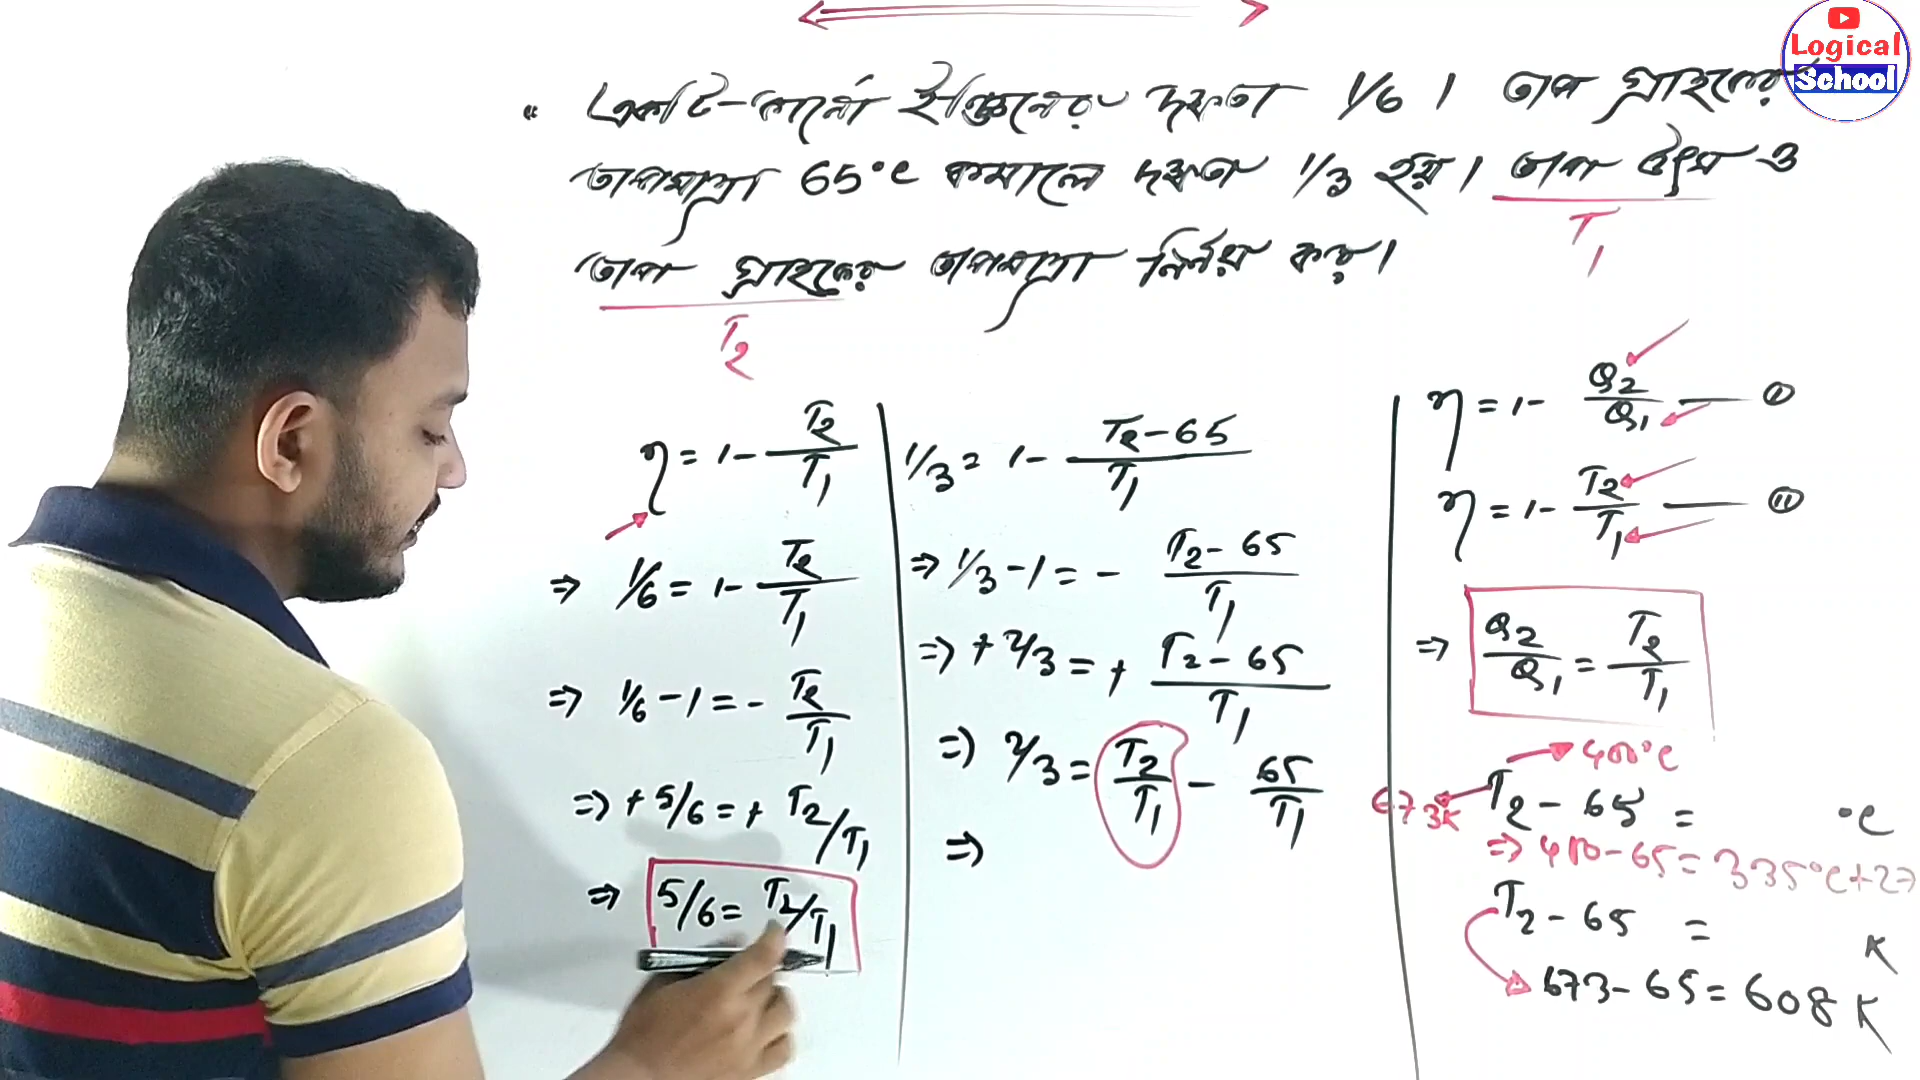 Logical
School
" একটি কার্নো ইঞ্জিনের দক্ষতা 1/6 । তাপ গ্রাহকের
তাপমাত্রা 65°c কমালে দক্ষতা 1/3 হয়। তাপ উৎস ও
T₁
তাপ গ্রাহকের তাপমাত্রা নির্ণয় কর।
T₂
η = 1 - T₂/T₁
⇒ 1/6 = 1 - T₂/T₁
⇒ 1/6 - 1 = - T₂/T₁
⇒ + 5/6 = + T₂/T₁
⇒ 5/6 = T₂/T₁
1/3 = 1 - (T₂ - 65)/T₁
⇒ 1/3 - 1 = - (T₂ - 65)/T₁
⇒ + 2/3 = + (T₂ - 65)/T₁
⇒ 2/3 = T₂/T₁ - 65/T₁
⇒
η = 1 - Q₂/Q₁ — (i)
η = 1 - T₂/T₁ — (ii)
⇒ Q₂/Q₁ = T₂/T₁
400°c
673K T₂ - 65 = °c
⇒ 400 - 65 = 335°c + 27
T₂ - 65 = K
673 - 65 = 608 K